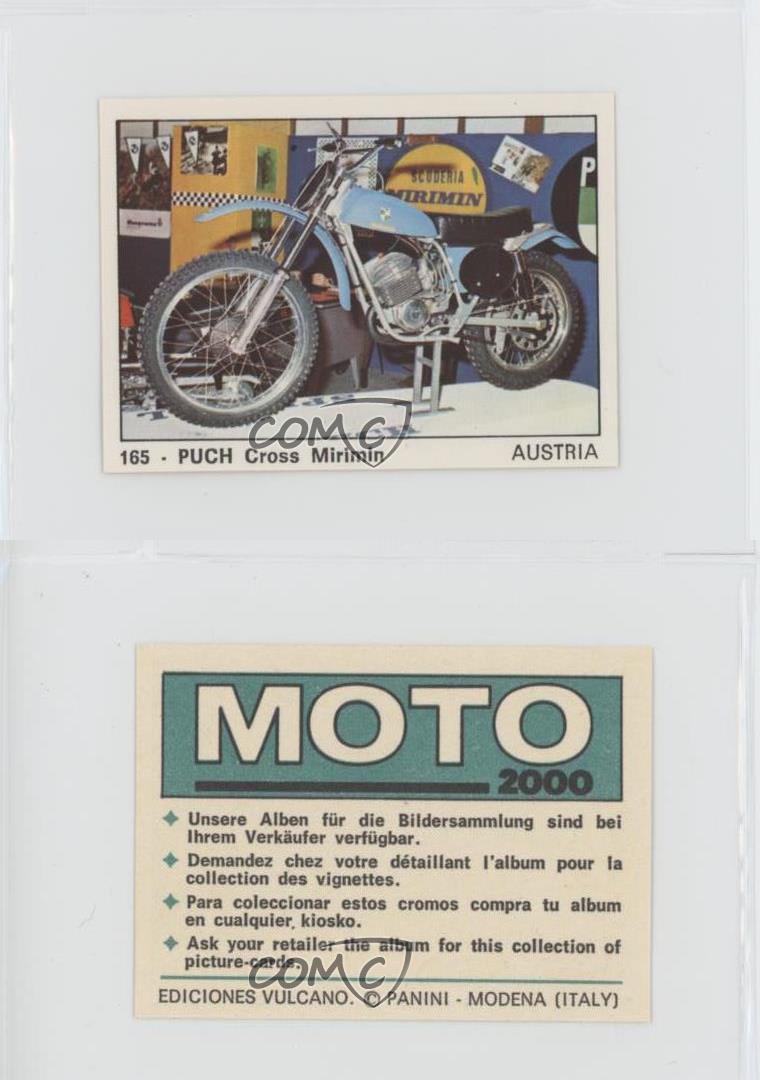 SCUDERIA
MIRIMIN
P
165 - PUCH Cross Mirimin
AUSTRIA
COMC
MOTO
2000
Unsere Alben für die Bildersammlung sind bei
Ihrem Verkäufer verfügbar.
Demandez chez votre détaillant l'album pour la
collection des vignettes.
Para coleccionar estos cromos compra tu album
en cualquier kiosko.
Ask your retailer the album for this collection of
picture-cards.
COMC
EDICIONES VULCANO. © PANINI - MODENA (ITALY)